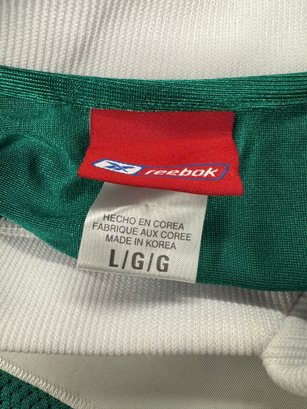 reebok
HECHO EN COREA
FABRIQUE AUX COREE
MADE IN KOREA
L/G/G